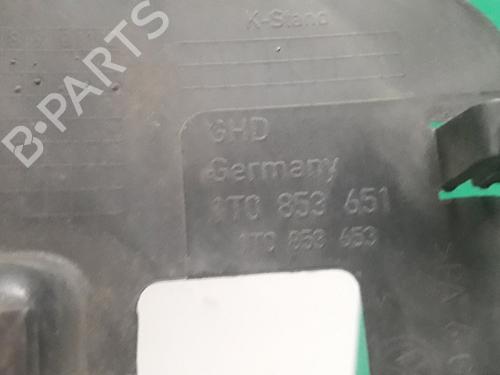 K-Stand
B-PARTS
GHD
Germany
1T0 853 651
1T0 853 653